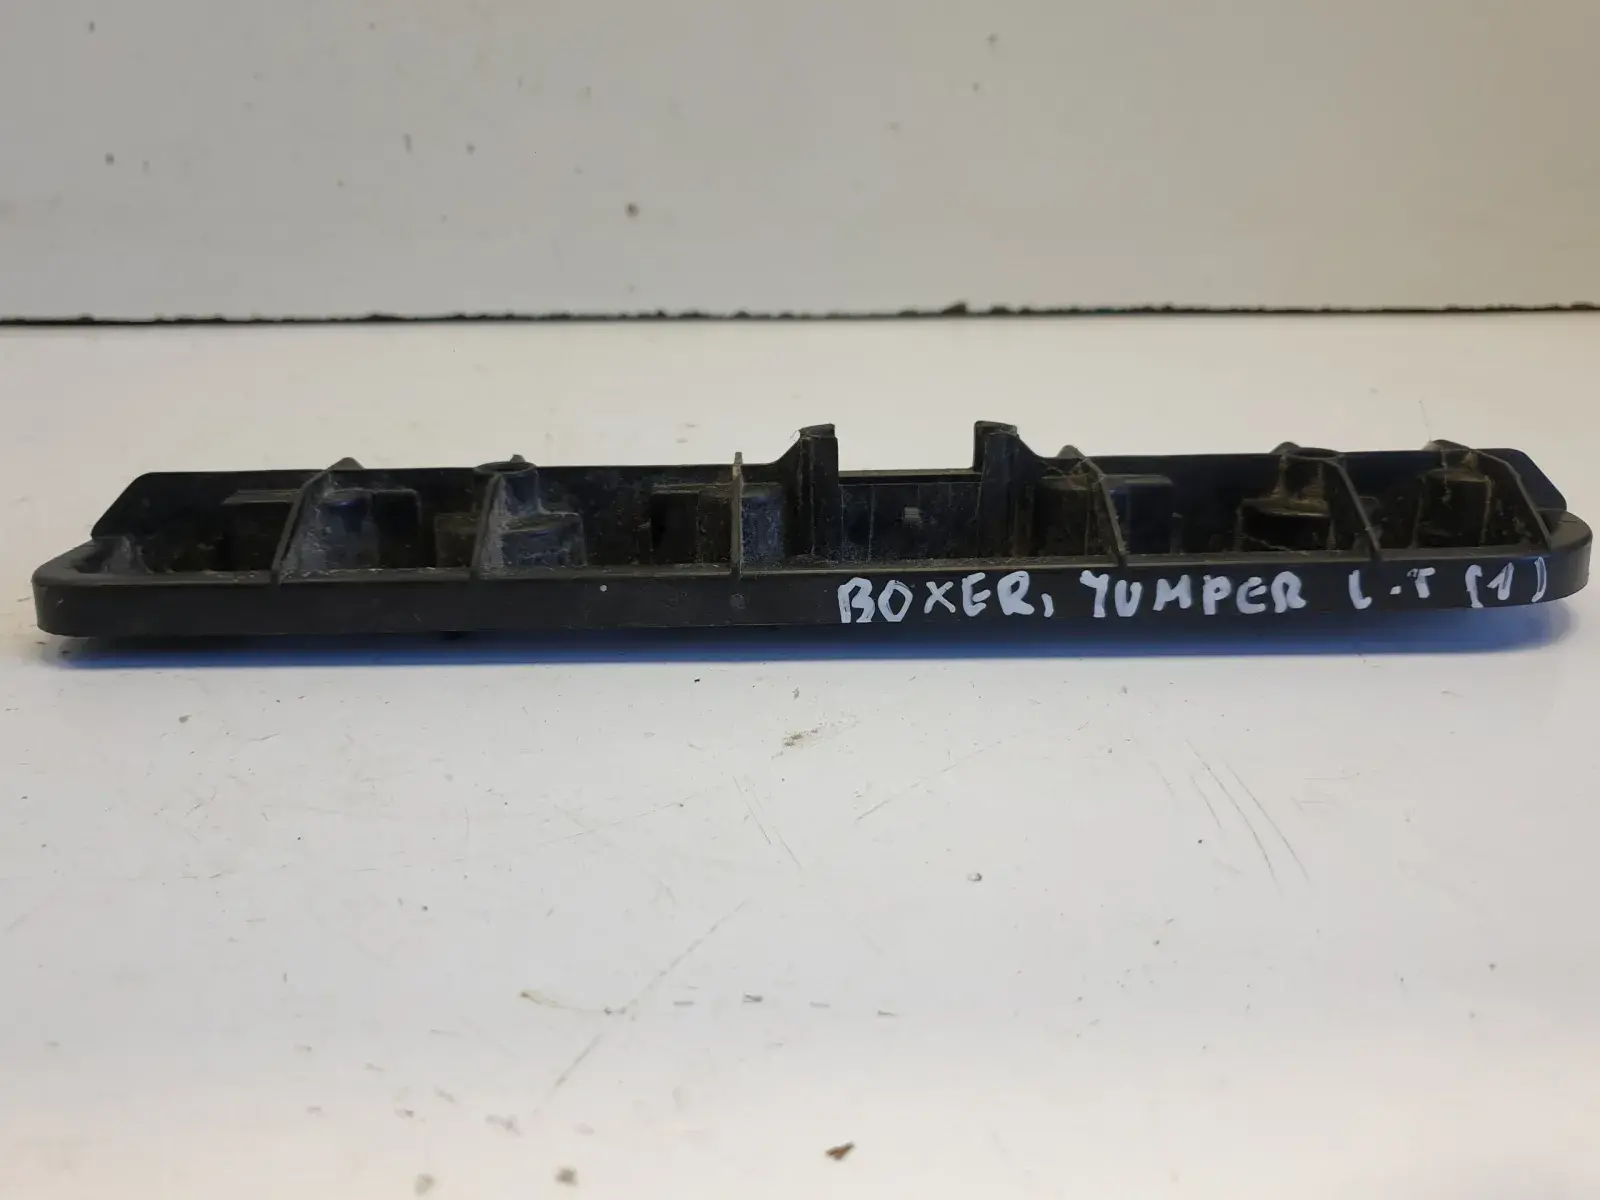 BOXER, YUMPER L.T (1)